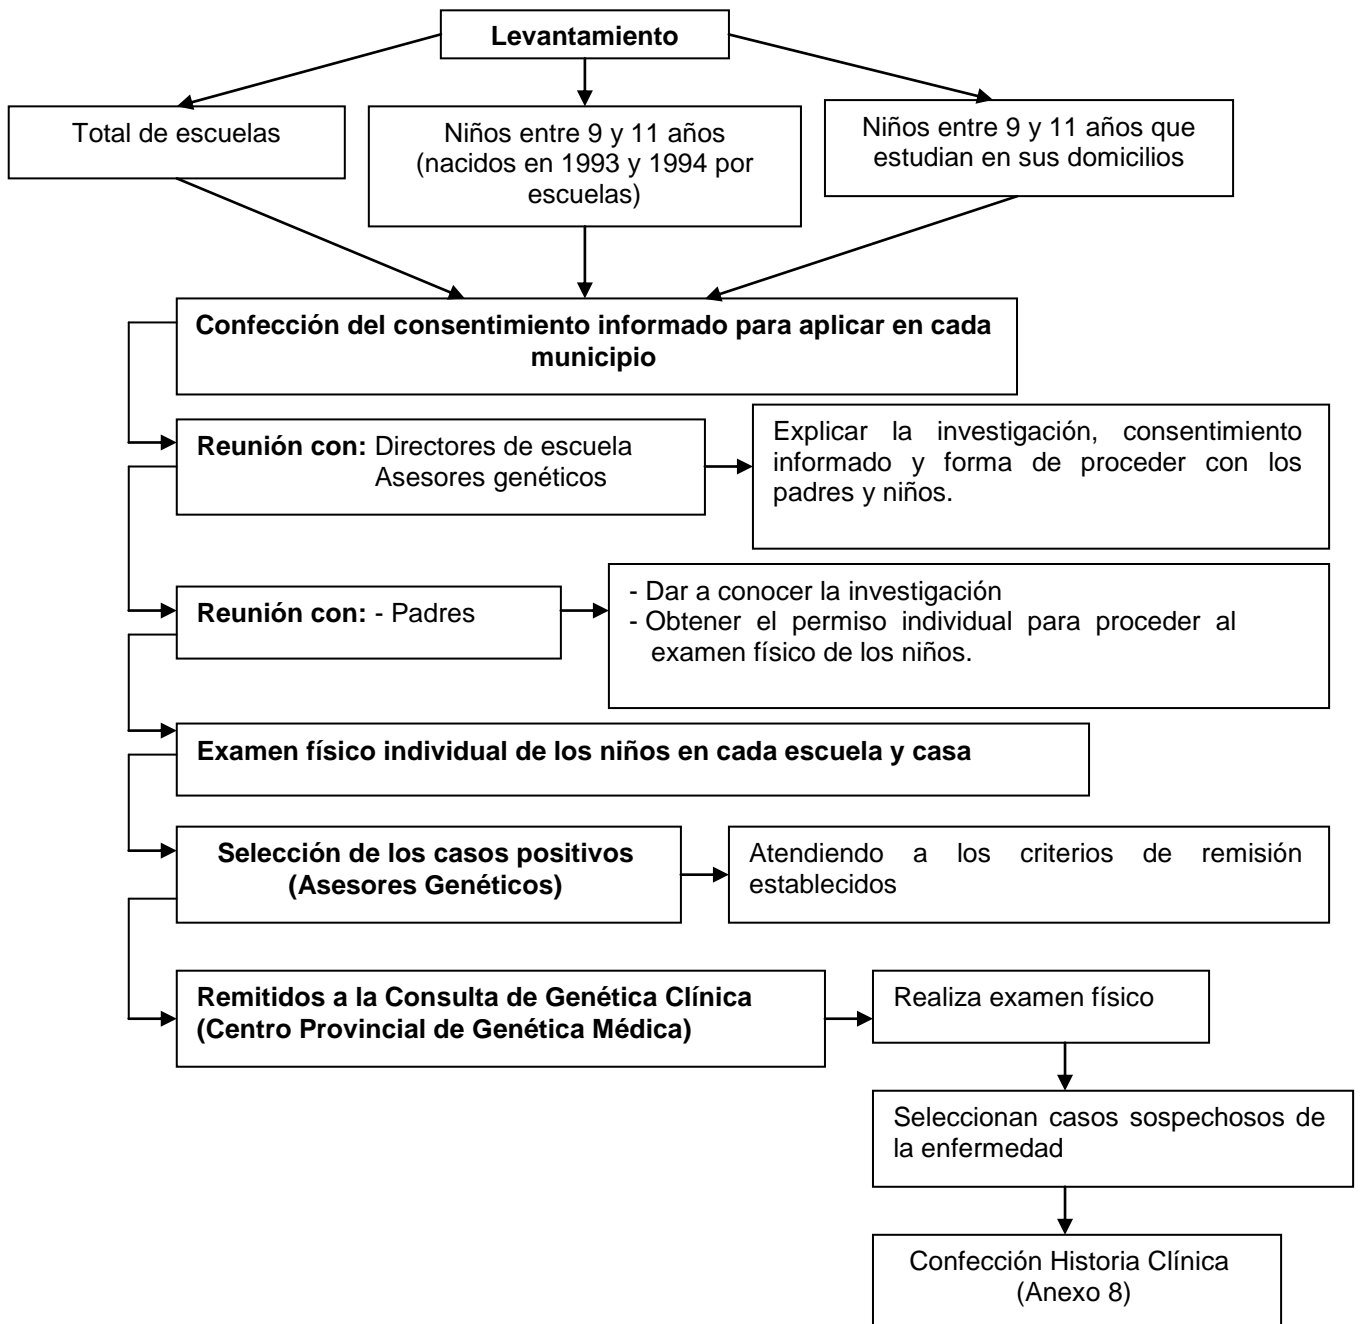 Levantamiento
Total de escuelas
Niños entre 9 y 11 años
(nacidos en 1993 y 1994 por
escuelas)
Niños entre 9 y 11 años que
estudian en sus domicilios
Confección del consentimiento informado para aplicar en cada
municipio
Reunión con: Directores de escuela
Asesores genéticos
Explicar la investigación, consentimiento
informado y forma de proceder con los
padres y niños.
Reunión con: - Padres
- Dar a conocer la investigación
- Obtener el permiso individual para proceder al
examen físico de los niños.
Examen físico individual de los niños en cada escuela y casa
Selección de los casos positivos
(Asesores Genéticos)
Atendiendo a los criterios de remisión
establecidos
Remitidos a la Consulta de Genética Clínica
(Centro Provincial de Genética Médica)
Realiza examen físico
Seleccionan casos sospechosos de
la enfermedad
Confección Historia Clínica
(Anexo 8)